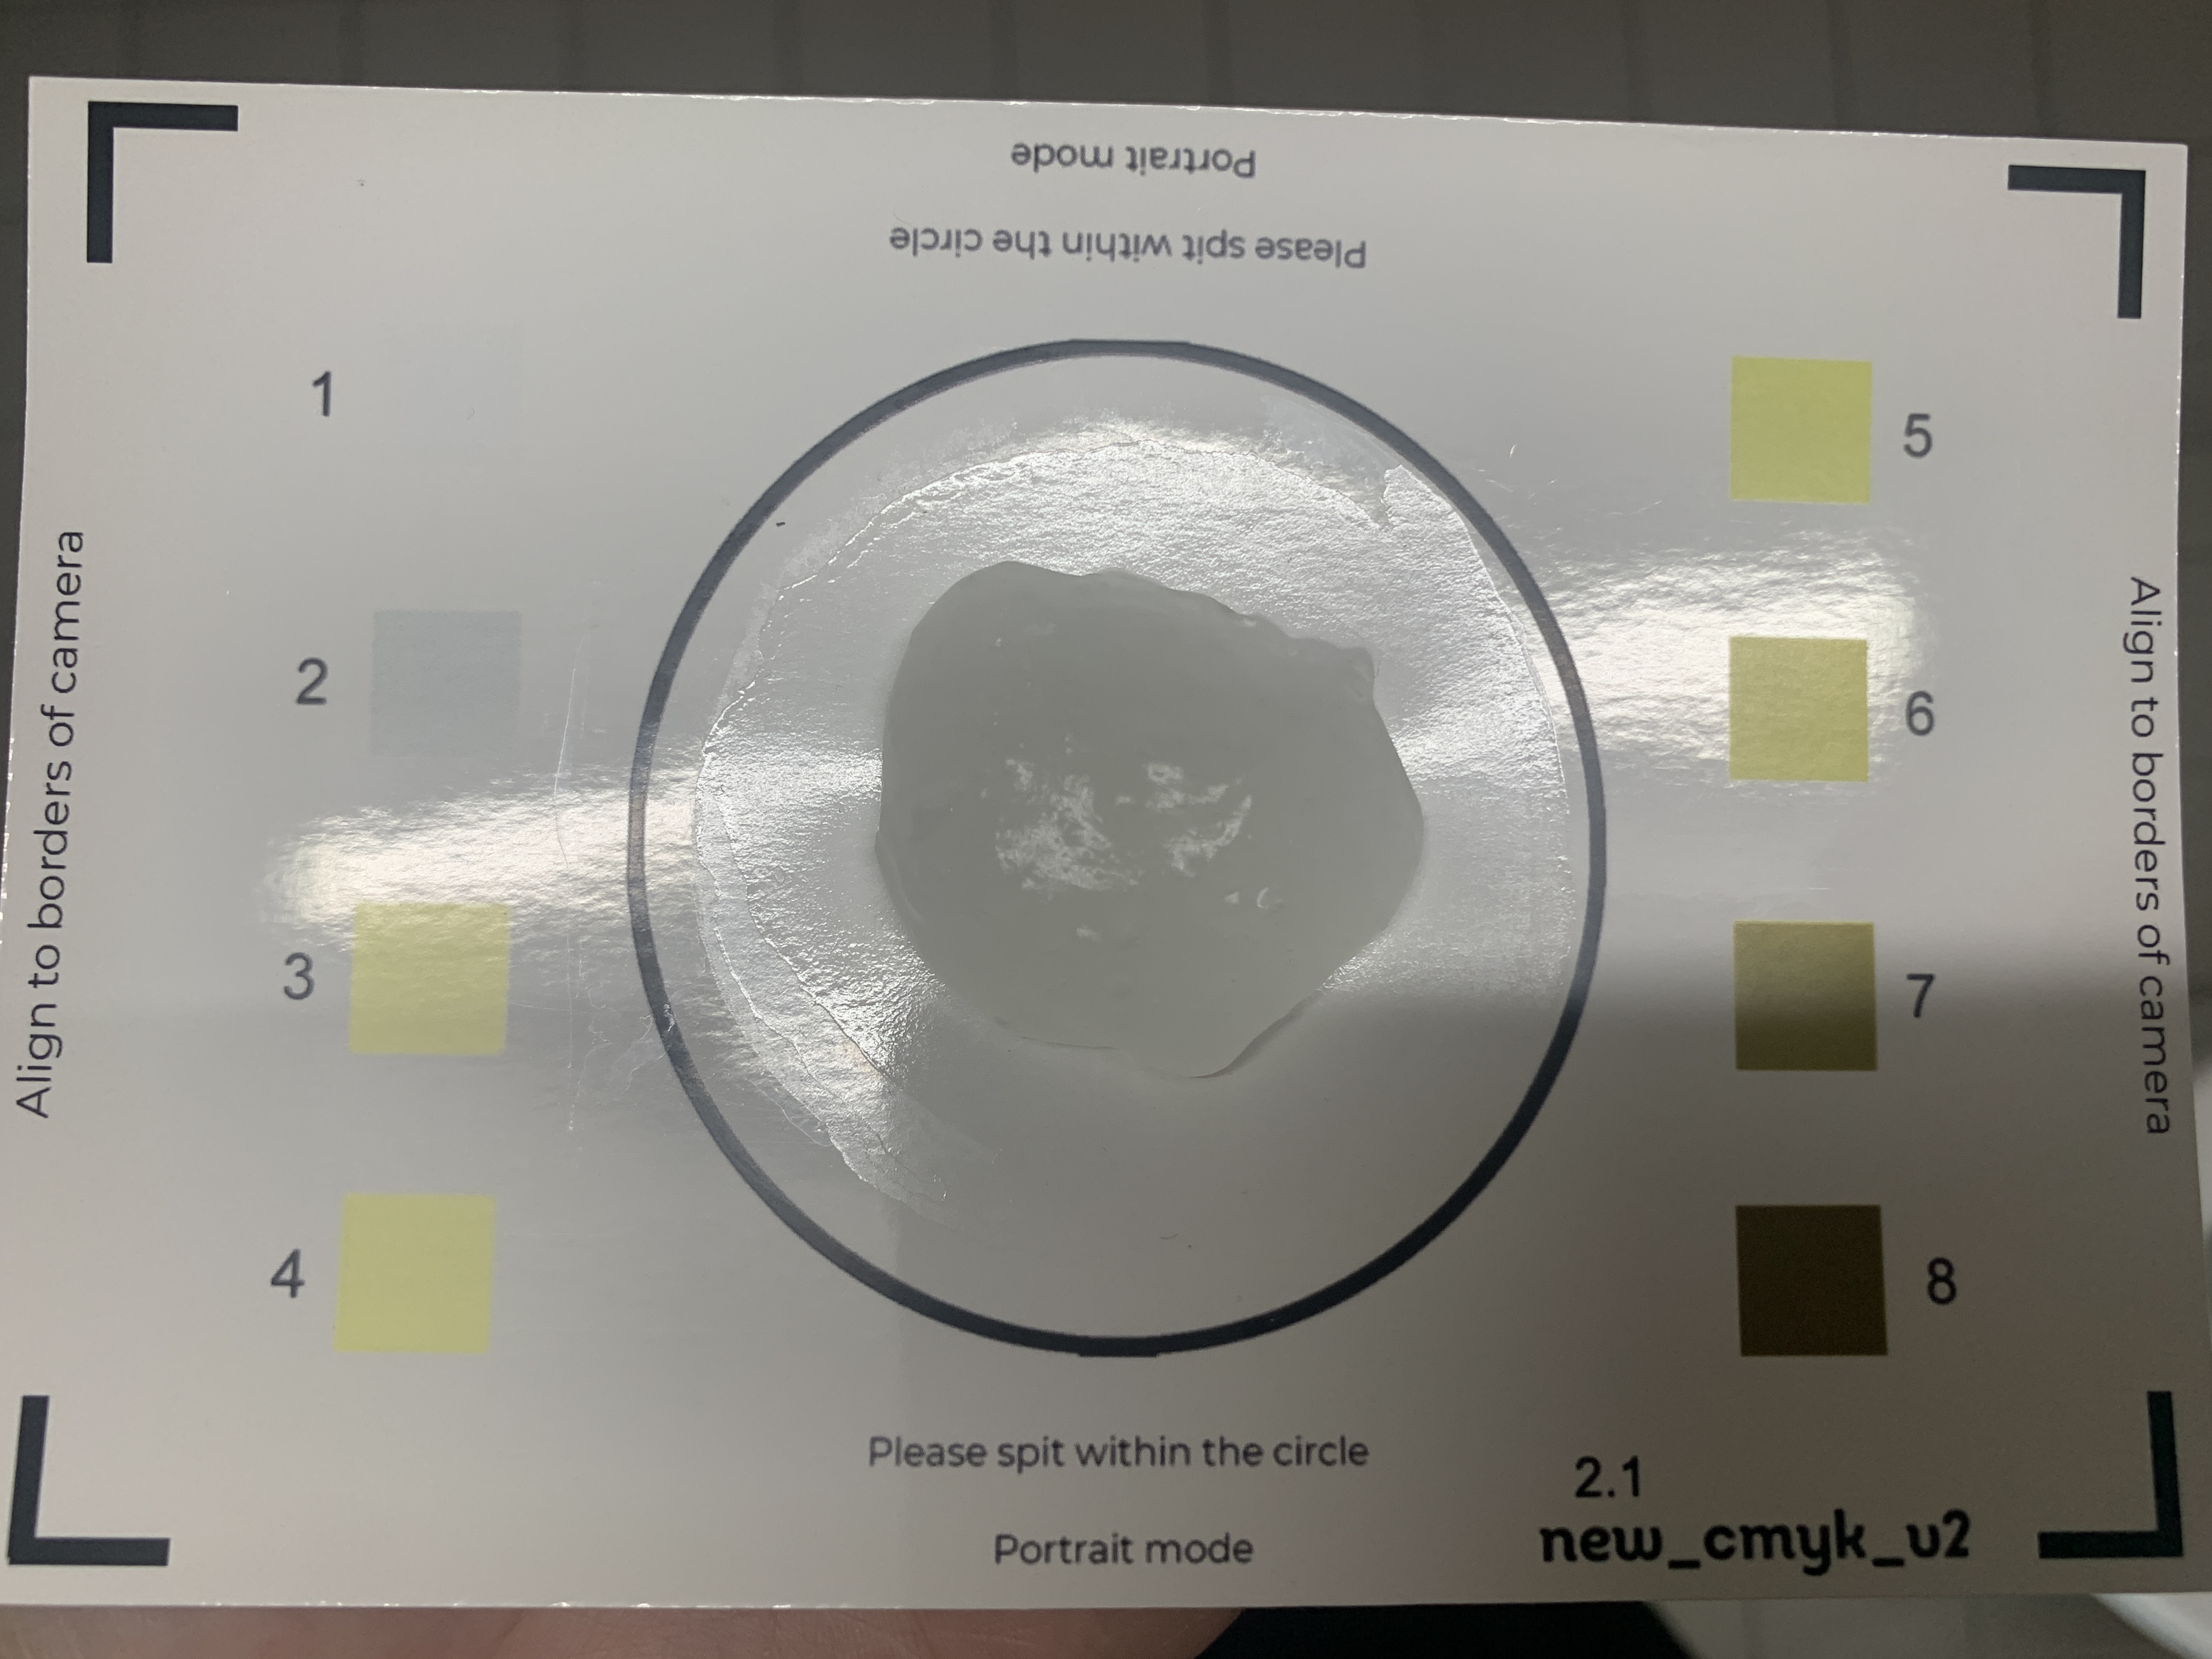 Align to borders of camera
1
2
3
4
Please spit within the circle
Portrait mode
Please spit within the circle
Portrait mode
5
6
7
8
2.1
new_cmyk_v2
Align to borders of camera